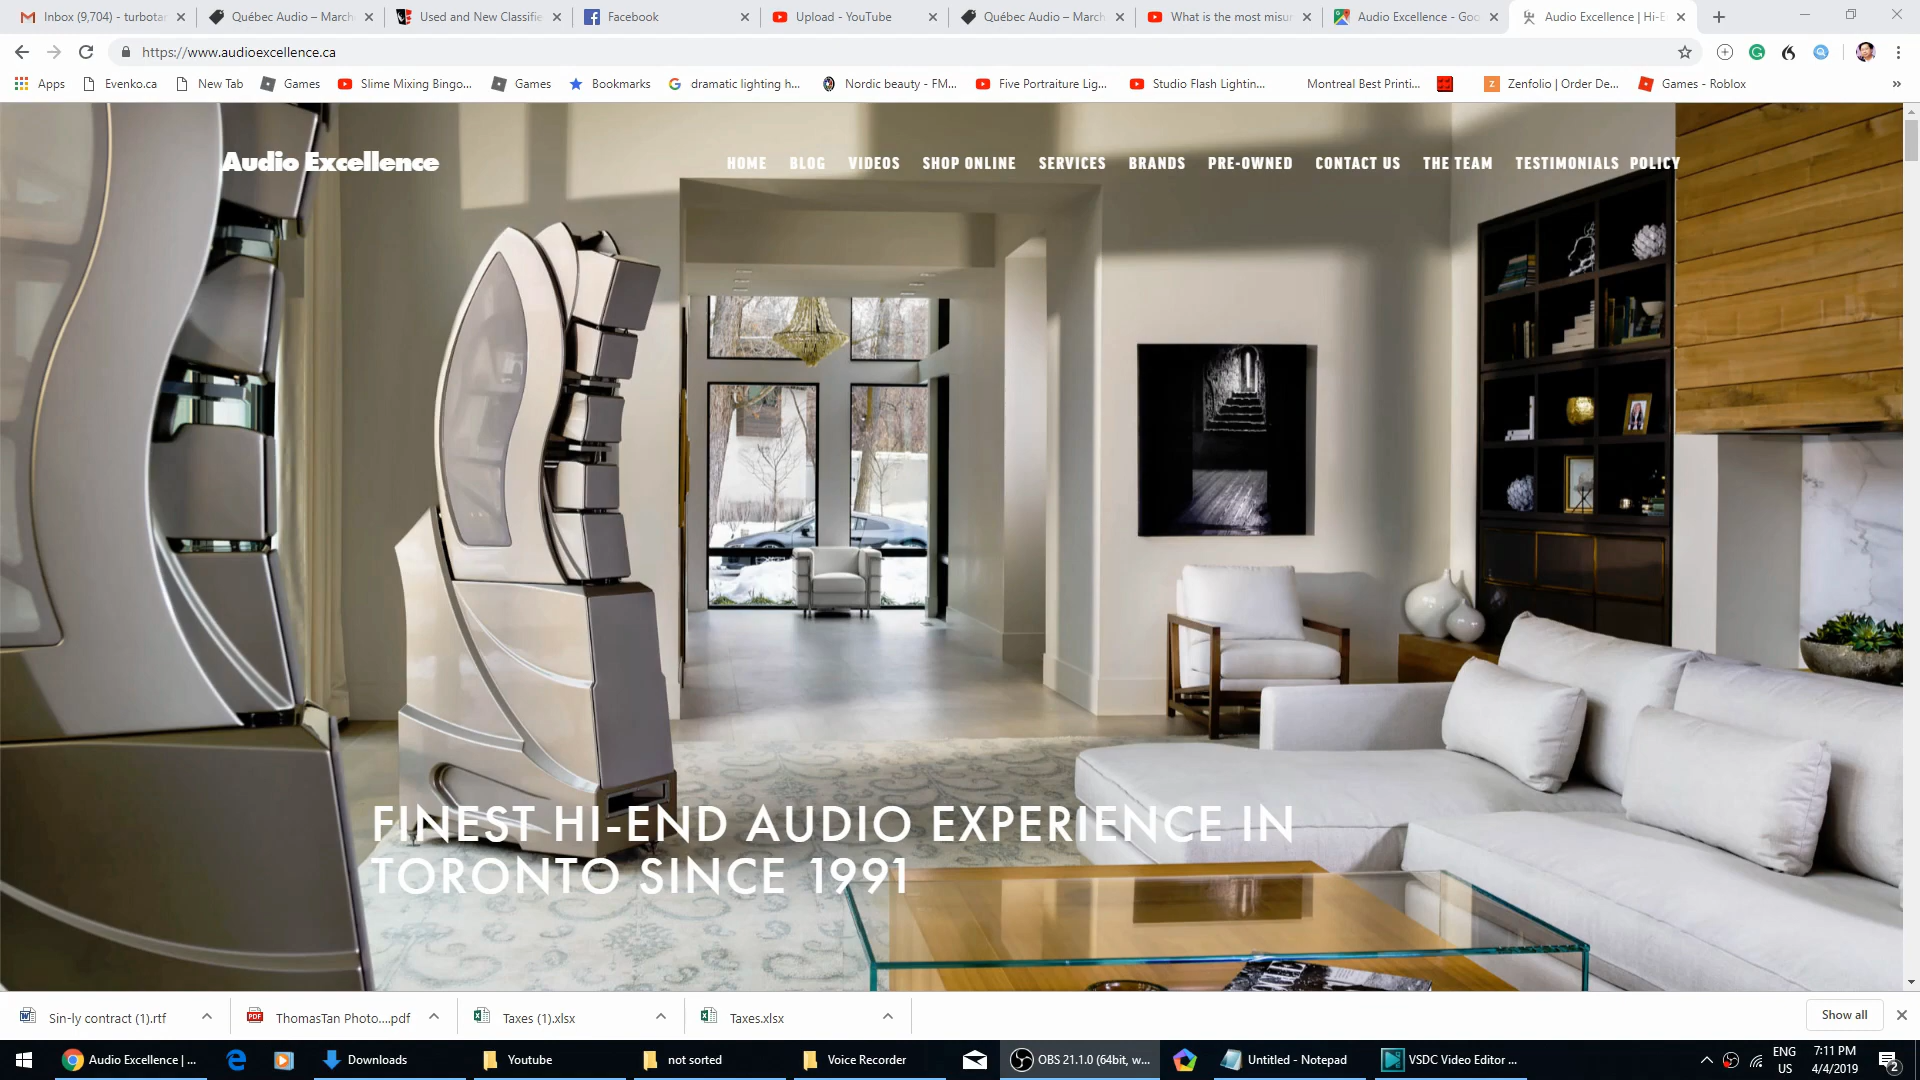 Inbox (9,704) - turbota
Québec Audio – March
Used and New Classifie
Facebook
Upload - YouTube
Québec Audio – March
What is the most misun
Audio Excellence - Goo
Audio Excellence | Hi-E
https://www.audioexcellence.ca
Apps
Evenko.ca
New Tab
Games
Slime Mixing Bingo...
Games
Bookmarks
dramatic lighting h...
Nordic beauty - FM...
Five Portraiture Lig...
Studio Flash Lightin...
Montreal Best Printi...
Zenfolio | Order De...
Games - Roblox
»
Audio Excellence
HOME BLOG VIDEOS SHOP ONLINE SERVICES BRANDS PRE-OWNED CONTACT US THE TEAM TESTIMONIALS POLICY
FINEST HI-END AUDIO EXPERIENCE IN
TORONTO SINCE 1991
Sin-ly contract (1).rtf
ThomasTan Photo....pdf
Taxes (1).xlsx
Taxes.xlsx
Show all
Audio Excellence | ...
Downloads
Youtube
not sorted
Voice Recorder
OBS 21.1.0 (64bit, w...
Untitled - Notepad
VSDC Video Editor ...
ENG
US
7:11 PM
4/4/2019
2